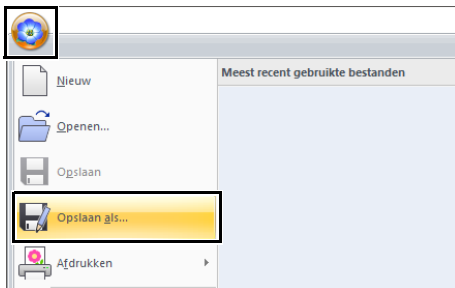 Meest recent gebruikte bestanden
Nieuw
Openen...
Opslaan
Opslaan als...
Afdrukken